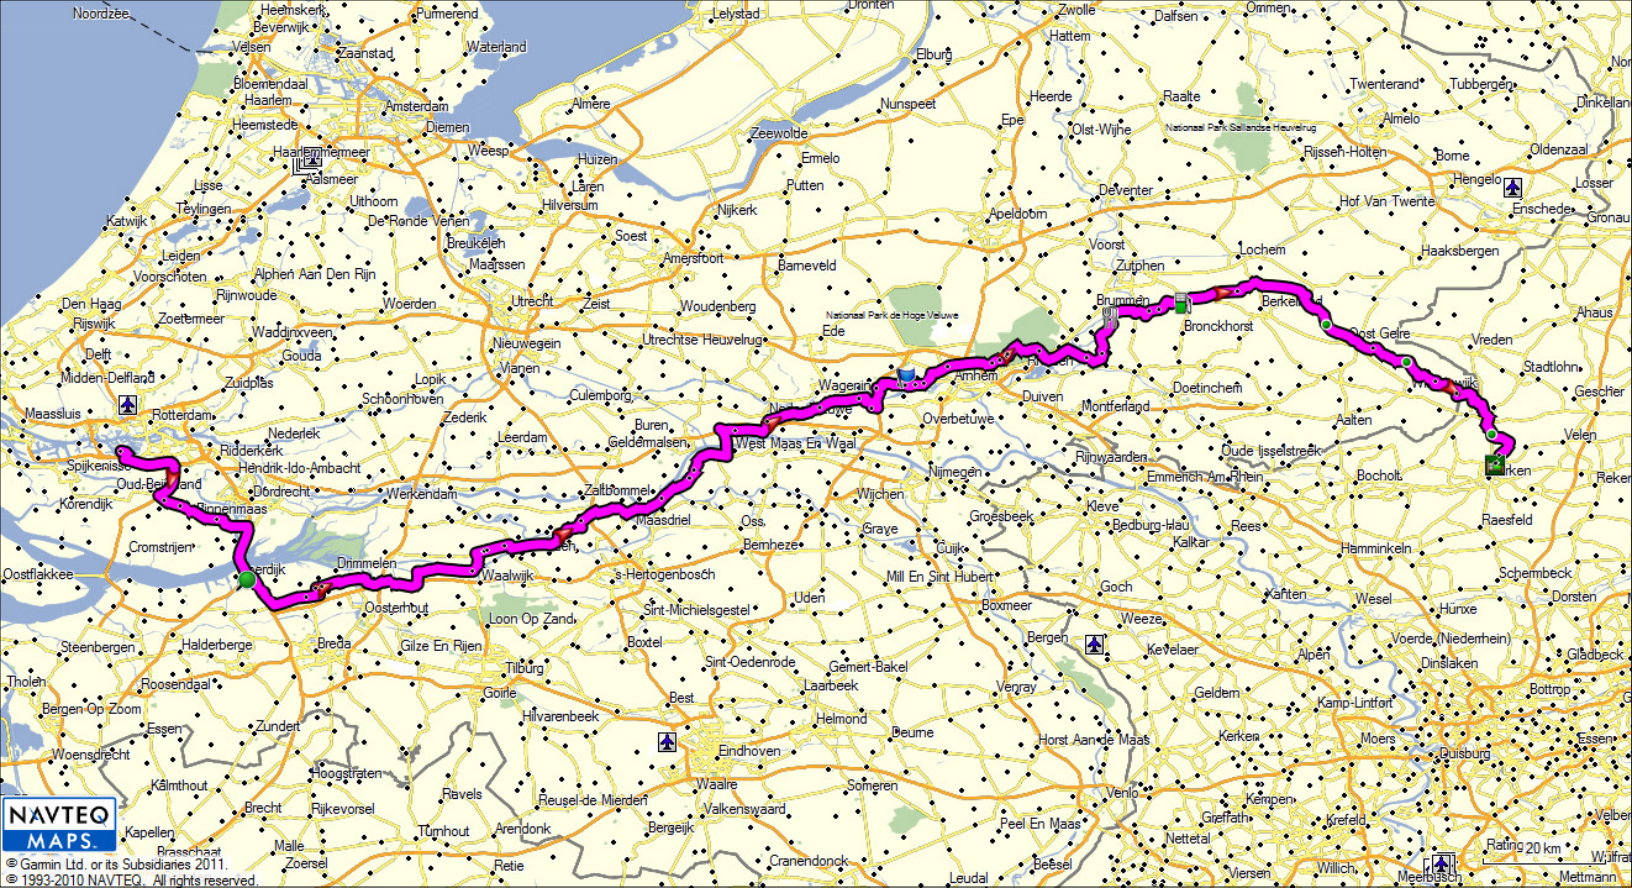 Noordzee
Heemskerk
Beverwijk
Purmerend
Lelystad
Dronten
Zwolle
Dalfsen
Ommen
Velsen
Zaanstad
Waterland
Hattem
Elburg
Bloemendaal
Haarlem
Amsterdam
Almere
Nunspeet
Heerde
Raalte
Twenterand
Tubbergen
Heemstede
Diemen
Zeewolde
Epe
Olst-Wijhe
Nationaal Park Sallandse Heuvelrug
Almelo
Haarlemmermeer
Weesp
Huizen
Ermelo
Rijssen-Holten
Borne
Oldenzaal
Aalsmeer
Lisse
Laren
Putten
Deventer
Hengelo
Losser
Teylingen
Uithoorn
Hilversum
Nijkerk
Apeldoorn
Hof Van Twente
Enschede
Gronau
Katwijk
De Ronde Venen
Breukelen
Soest
Voorst
Lochem
Haaksbergen
Leiden
Maarssen
Amersfoort
Barneveld
Zutphen
Voorschoten
Alphen Aan Den Rijn
Rijnwoude
Woerden
Utrecht
Zeist
Woudenberg
Brummen
Den Haag
Rijswijk
Zoetermeer
Waddinxveen
Nationaal Park de Hoge Veluwe
Ede
Bronckhorst
Oost Gelre
Ahaus
Vreden
Delft
Gouda
Nieuwegein
Utrechtse Heuvelrug
Midden-Delfland
Zuidplas
Lopik
Vianen
Arnhem
Stadtlohn
Schoonhoven
Culemborg
Duiven
Doetinchem
Gescher
Maassluis
Rotterdam
Zederik
Montferland
Aalten
Nederlek
Leerdam
Buren
Geldermalsen
West Maas En Waal
Overbetuwe
Velen
Ridderkerk
Hendrik-Ido-Ambacht
Oude Ijsselstreek
Rijnwaarden
Nijmegen
Emmerich Am Rhein
Bocholt
Korendijk
Dordrecht
Werkendam
Zaltbommel
Wijchen
Kleve
Maasdriel
Oss
Grave
Groesbeek
Bedburg-Hau
Rees
Raesfeld
Cromstrijen
Bernheze
Cuijk
Kalkar
Hamminkeln
Oostflakkee
Drimmelen
Waalwijk
's-Hertogenbosch
Mill En Sint Hubert
Goch
Schermbeck
Oosterhout
Loon Op Zand
Sint-Michielsgestel
Uden
Boxmeer
Xanten
Wesel
Hünxe
Dorsten
Steenbergen
Halderberge
Breda
Gilze En Rijen
Boxtel
Bergen
Weeze
Voerde (Niederrhein)
Tholen
Roosendaal
Tilburg
Sint-Oedenrode
Gemert-Bakel
Kevelaer
Alpen
Dinslaken
Gladbeck
Bergen Op Zoom
Goirle
Best
Laarbeek
Venray
Geldern
Kamp-Lintfort
Bottrop
Essen
Zundert
Hilvarenbeek
Helmond
Deurne
Horst Aan de Maas
Kerken
Moers
Essen
Woensdrecht
Eindhoven
Duisburg
Kalmthout
Hoogstraten
Ravels
Waalre
Someren
Venlo
Brecht
Rijkevorsel
Reusel de Mierden
Valkenswaard
Kempen
Grefrath
Krefeld
Kapellen
Turnhout
Arendonk
Bergeijk
Peel En Maas
Nettetal
Brasschaat
Malle
Zoersel
Retie
Cranendonck
Beesel
Leudal
Viersen
Willich
Meerbusch
Mettmann
20 km
NAVTEQ
MAPS.
© Garmin Ltd. or its Subsidiaries 2011.
© 1993-2010 NAVTEQ. All rights reserved.